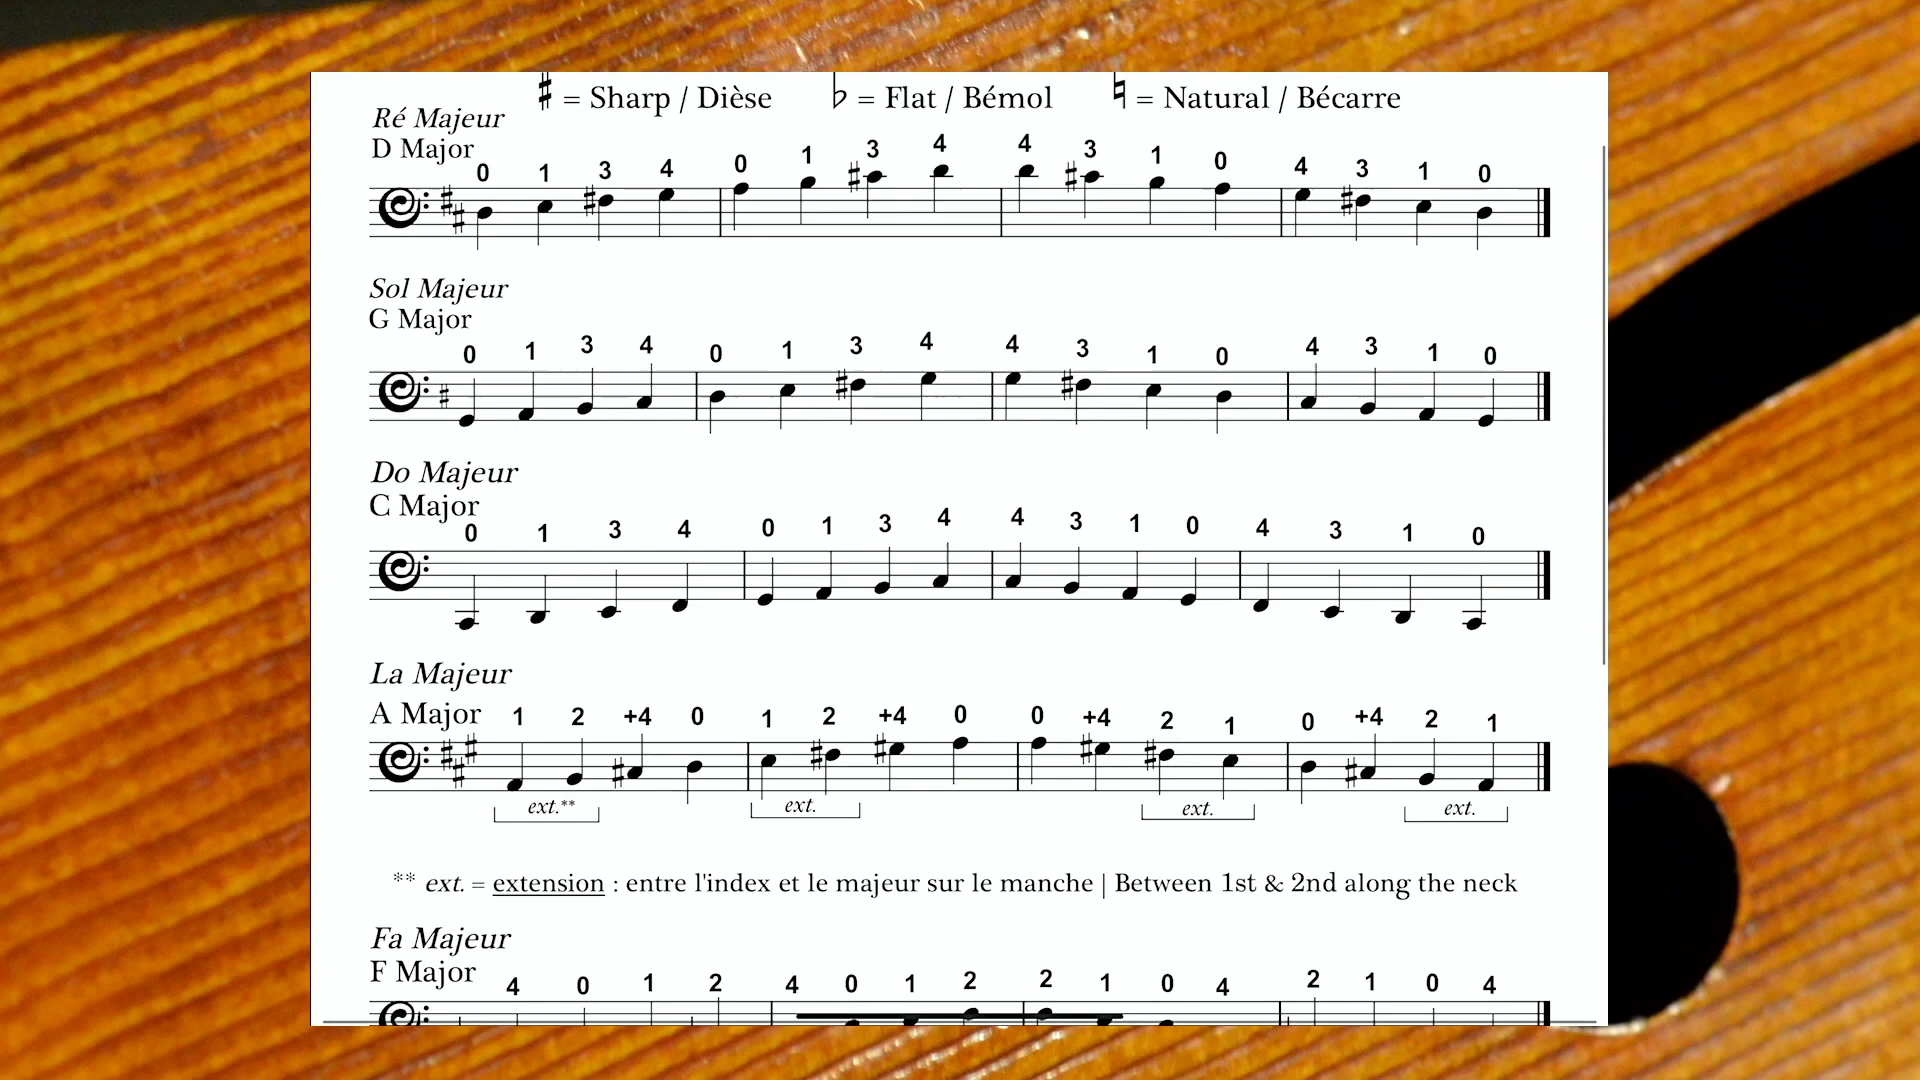 ♯ = Sharp / Dièse ♭ = Flat / Bémol ♮ = Natural / Bécarre
Ré Majeur
D Major
0 1 3 4 0 1 3 4 4 3 1 0 4 3 1 0
Sol Majeur
G Major
0 1 3 4 0 1 3 4 4 3 1 0 4 3 1 0
Do Majeur
C Major
0 1 3 4 0 1 3 4 4 3 1 0 4 3 1 0
La Majeur
A Major
1 2 +4 0 1 2 +4 0 0 +4 2 1 0 +4 2 1
ext.** ext. ext. ext.
** ext. = extension : entre l'index et le majeur sur le manche | Between 1st & 2nd along the neck
Fa Majeur
F Major
4 0 1 2 4 0 1 2 2 1 0 4 2 1 0 4